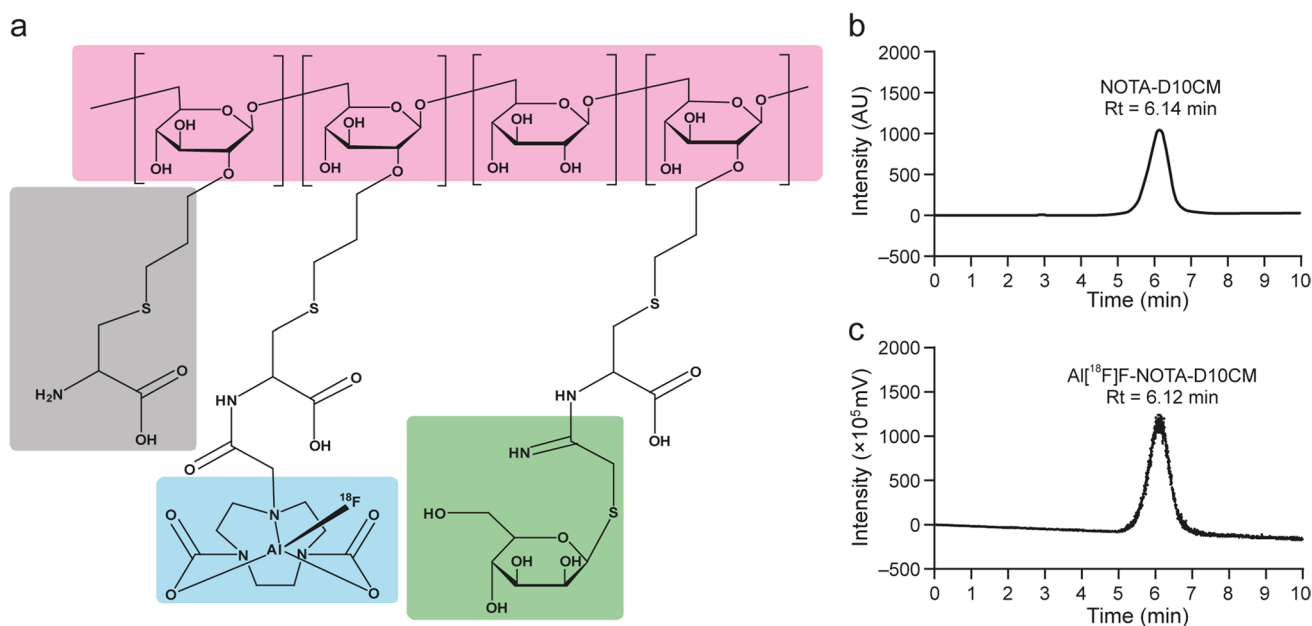 a
O
O
O
O
O
O
O
O
OH
OH
OH
OH
OH
OH
OH
OH
OH
O
O
O
S
S
S
H2N
O
OH
HN
O
OH
O
HN
O
OH
HN
S
18F
N
N
N
Al
O
O
O
O
HO
O
OH
OH
OH
b
2000
1500
1000
500
0
–500
Intensity (AU)
NOTA-D10CM
Rt = 6.14 min
0 1 2 3 4 5 6 7 8 9 10
Time (min)
c
2000
1500
1000
500
0
–500
Intensity (×10⁵ mV)
Al[¹⁸F]F-NOTA-D10CM
Rt = 6.12 min
0 1 2 3 4 5 6 7 8 9 10
Time (min)